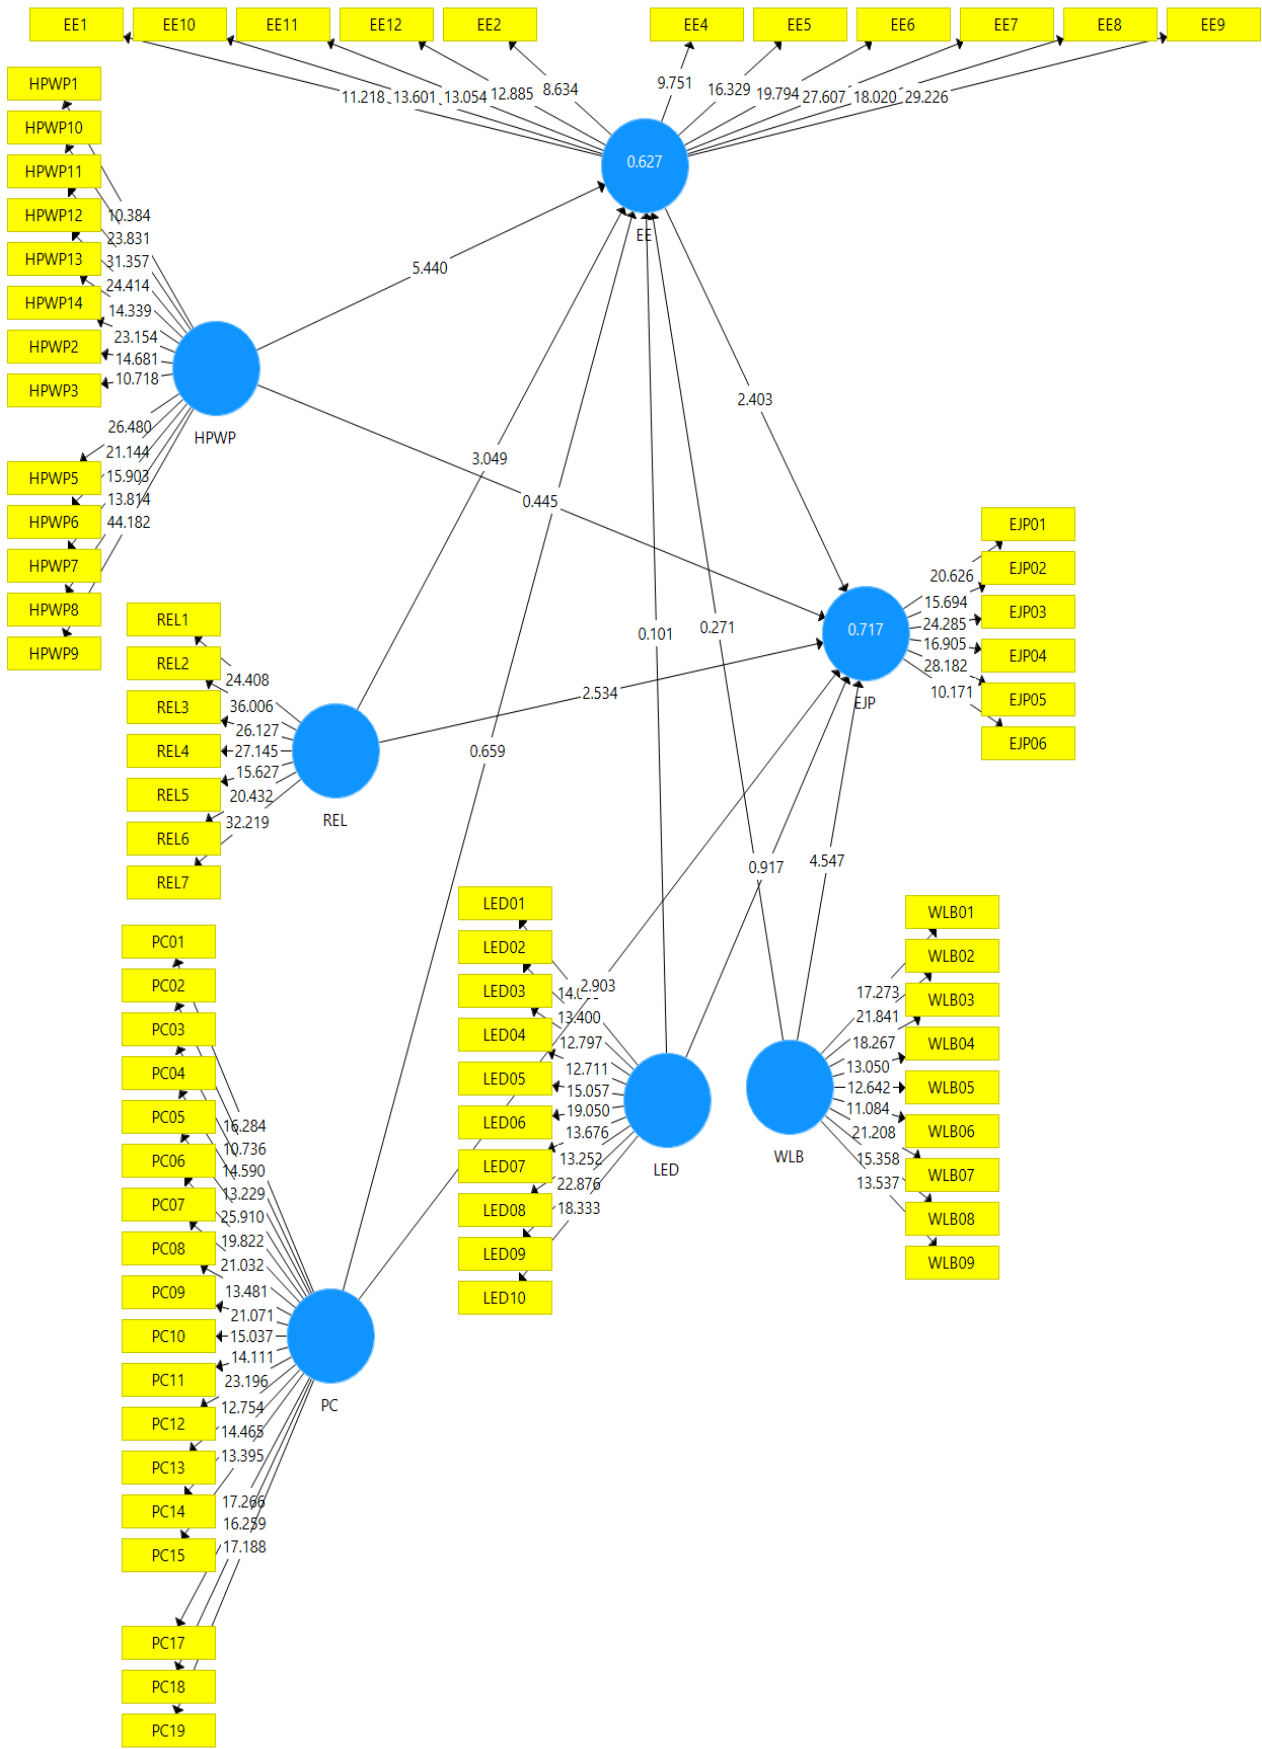 EE1 EE10 EE11 EE12 EE2 EE4 EE5 EE6 EE7 EE8 EE9
11.218 13.601 13.054 12.885 8.634 9.751 16.329 19.794 27.607 18.020 29.226
0.627
EE
HPWP1
HPWP10
HPWP11
HPWP12
HPWP13
HPWP14
HPWP2
HPWP3
HPWP5
HPWP6
HPWP7
HPWP8
HPWP9
10.384
23.831
31.357
24.414
14.339
23.154
14.681
10.718
26.480
21.144
15.903
13.814
44.182
HPWP
5.440
2.403
3.049
0.445
0.101
0.271
2.534
0.659
0.917
4.547
2.903
0.717
EJP
EJP01
EJP02
EJP03
EJP04
EJP05
EJP06
20.626
15.694
24.285
16.905
28.182
10.171
REL1
REL2
REL3
REL4
REL5
REL6
REL7
24.408
36.006
26.127
27.145
15.627
20.432
32.219
REL
LED01
LED02
LED03
LED04
LED05
LED06
LED07
LED08
LED09
LED10
13.400
12.797
12.711
15.057
19.050
13.676
13.252
22.876
18.333
LED
WLB01
WLB02
WLB03
WLB04
WLB05
WLB06
WLB07
WLB08
WLB09
17.273
21.841
18.267
13.050
12.642
11.084
21.208
15.358
13.537
WLB
PC01
PC02
PC03
PC04
PC05
PC06
PC07
PC08
PC09
PC10
PC11
PC12
PC13
PC14
PC15
PC17
PC18
PC19
16.284
10.736
14.590
13.229
25.910
19.822
21.032
13.481
21.071
15.037
14.111
23.196
12.754
14.465
13.395
17.266
16.259
17.188
PC